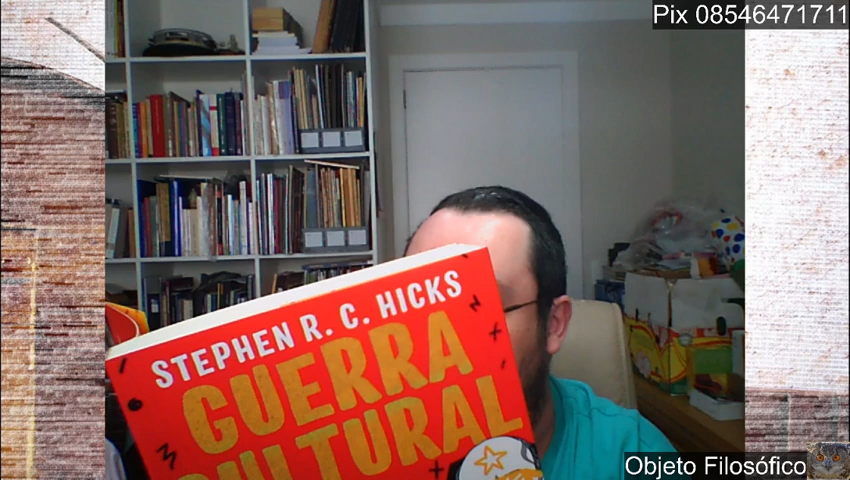 Pix 08546471711
STEPHEN R. C. HICKS
GUERRA
CULTURAL
Objeto Filosófico